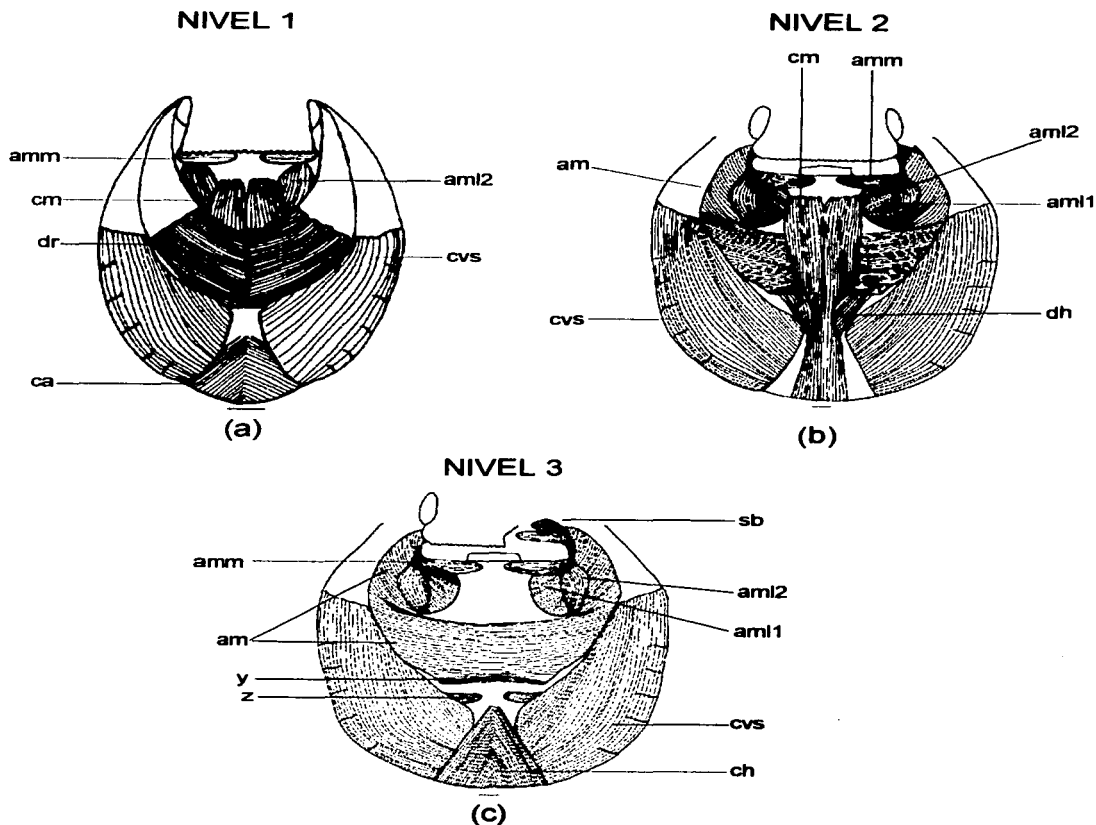 NIVEL 1
amm
cm
dr
ca
aml2
cvs
(a)
NIVEL 2
cm
amm
am
cvs
aml2
aml1
dh
(b)
NIVEL 3
amm
am
y
z
sb
aml2
aml1
cvs
ch
(c)